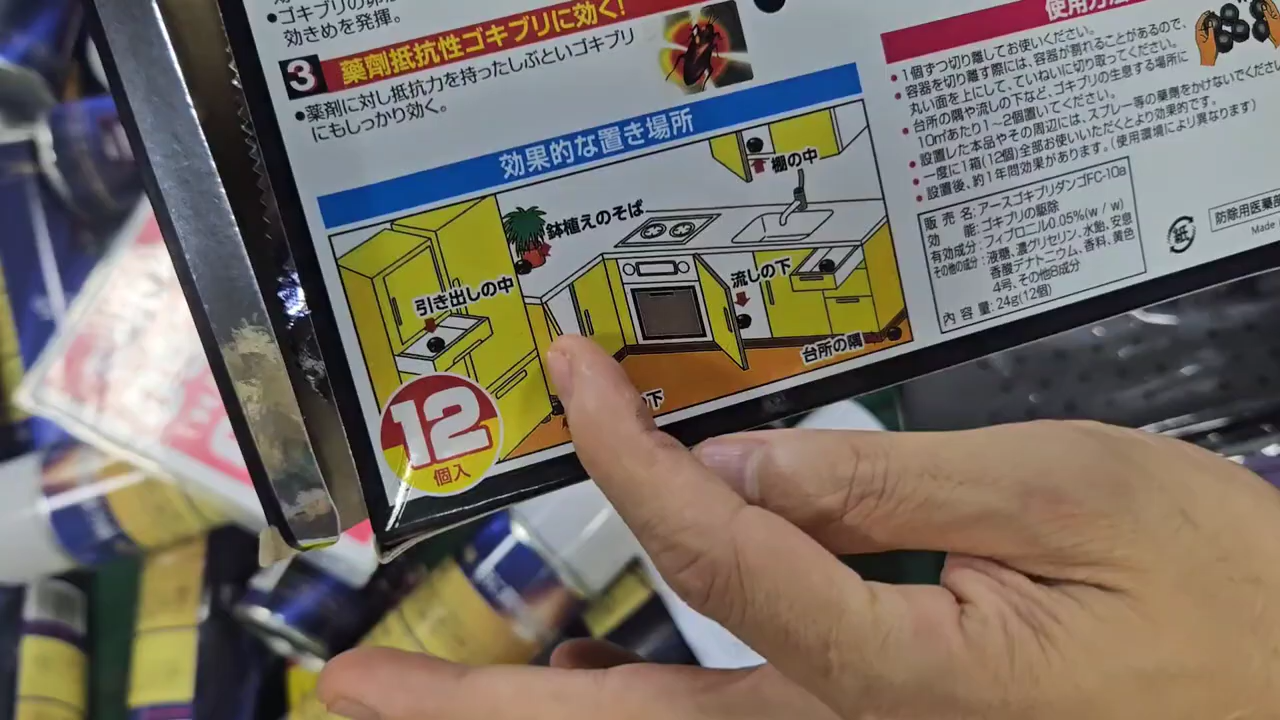 ●ゴキブリの卵
効きめを発揮。
3 薬剤抵抗性ゴキブリに効く!
●薬剤に対し抵抗力を持ったしぶといゴキブリ
にもしっかり効く。
効果的な置き場所
棚の中
鉢植えのそば
流しの下
引き出しの中
台所の隅
下
12
個入
使用方法
●1個ずつ切り離してお使いください。
●容器を切り離す際には、容器が割れることがあるので、
丸い面を上にして、ていねいに切り取ってください。
●台所の隅や流しの下など、ゴキブリの生息する場所に
10㎡あたり1~2個置いてください。
●設置した本品やその周辺には、スプレー等の薬剤をかけないでください
●一度に1箱(12個)全部お使いいただくとより効果的です。
●設置後、約1年間効果があります。(使用環境により異なります)
販売名:アースゴキブリダンゴFC-10a
効能:ゴキブリの駆除
有効成分:フィプロニル0.05%(w/w)
その他の成分:液糖、濃グリセリン、水飴、安息
香酸デナトニウム、香料、黄色
4号、その他8成分
内容量:24g(12個)
紙
防除用医薬
Made